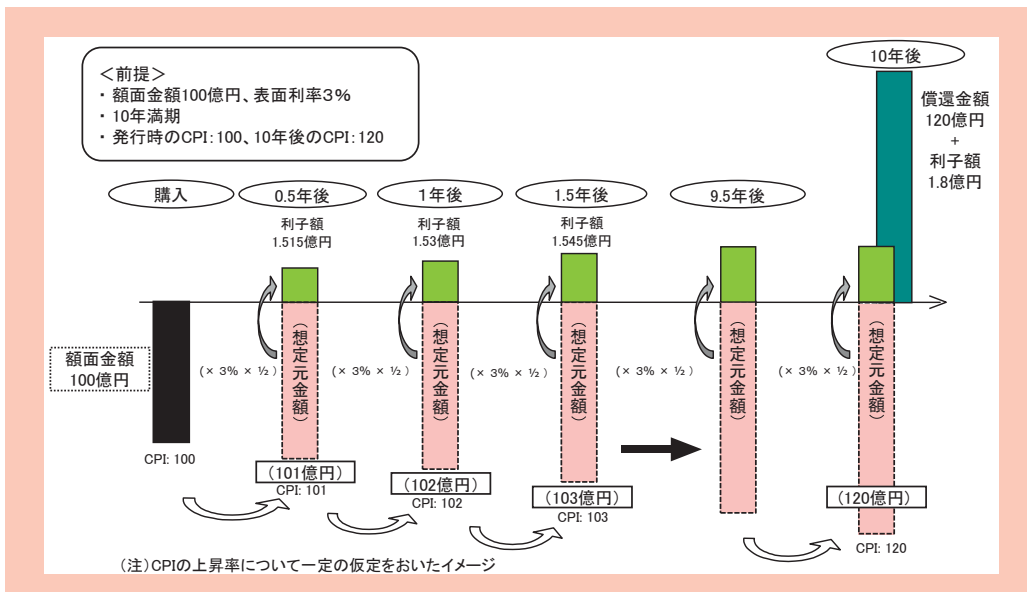 <前提>
・ 額面金額100億円、表面利率3%
・ 10年満期
・ 発行時のCPI:100、10年後のCPI:120
購入
0.5年後
1年後
1.5年後
9.5年後
10年後
利子額
1.515億円
利子額
1.53億円
利子額
1.545億円
償還金額
120億円
+
利子額
1.8億円
額面金額
100億円
(× 3% × ½)
(× 3% × ½)
(× 3% × ½)
(× 3% × ½)
(× 3% × ½)
(想定元金額)
(想定元金額)
(想定元金額)
(想定元金額)
(想定元金額)
CPI: 100
(101億円)
CPI: 101
(102億円)
CPI: 102
(103億円)
CPI: 103
(120億円)
CPI: 120
(注)CPIの上昇率について一定の仮定をおいたイメージ